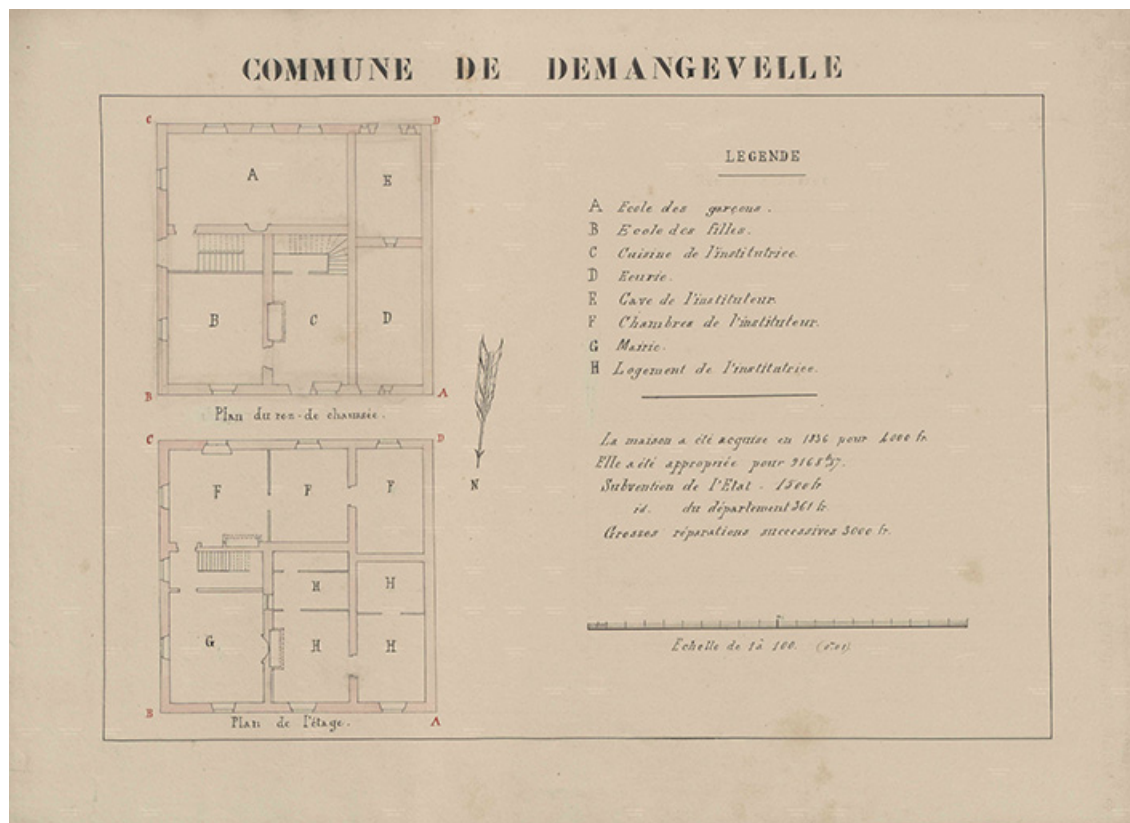 COMMUNE DE DEMANGEVELLE
C
D
A
E
B
C
D
B
A
Plan du rez-de chaussée.
C
D
F
F
F
H
H
G
H
H
B
A
Plan de l'étage.
N
LEGENDE
A Ecole des garçons.
B Ecole des filles.
C Cuisine de l'institutrice.
D Ecurie.
E Cave de l'instituteur.
F Chambres de l'instituteur.
G Mairie.
H Logement de l'institutrice.
La maison a été acquise en 1836 pour 4000 fr.
Elle a été appropriée pour
Subvention de l'Etat. 1500 fr
id. du département 361 fr.
Grosses réparations successives 3000 fr.
Echelle de 1 à 100.